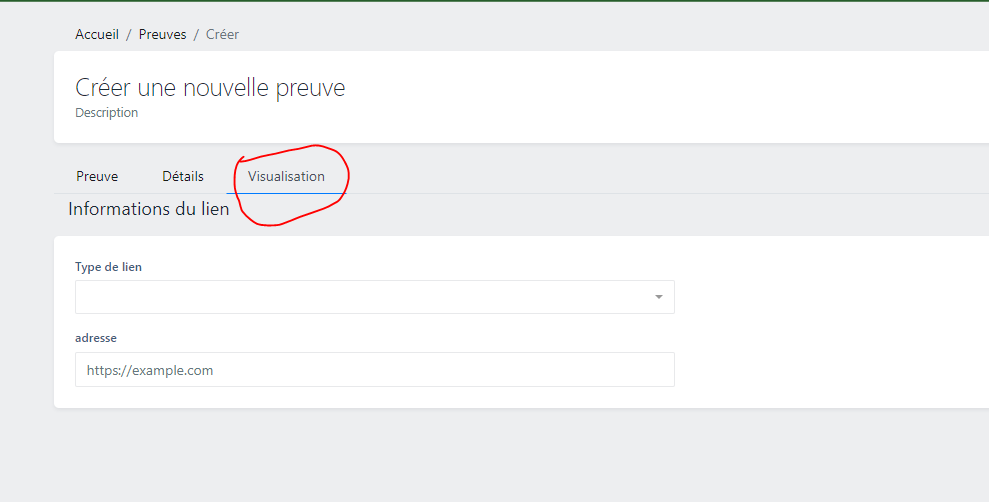 Accueil / Preuves / Créer
Créer une nouvelle preuve
Description
Preuve Détails Visualisation
Informations du lien
Type de lien
adresse
https://example.com